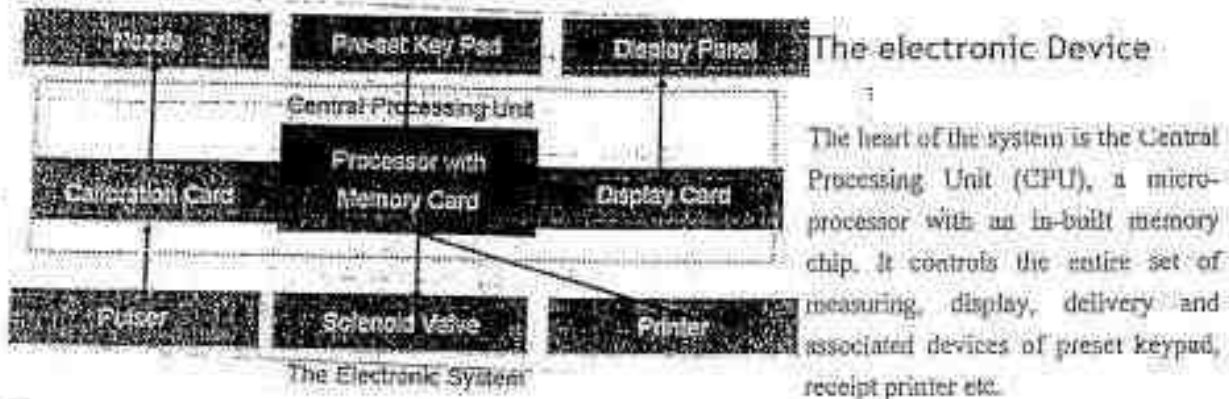 Nozzle
Pre-set Key Pad
Display Panel
Central Processing Unit
Processor with
Memory Card
Calibration Card
Display Card
Pulser
Solenoid Valve
Printer
The Electronic System
The electronic Device
The heart of the system is the Central
Processing Unit (CPU), a micro-
processor with an in-built memory
chip. It controls the entire set of
measuring, display, delivery and
associated devices of preset keypad,
receipt printer etc.